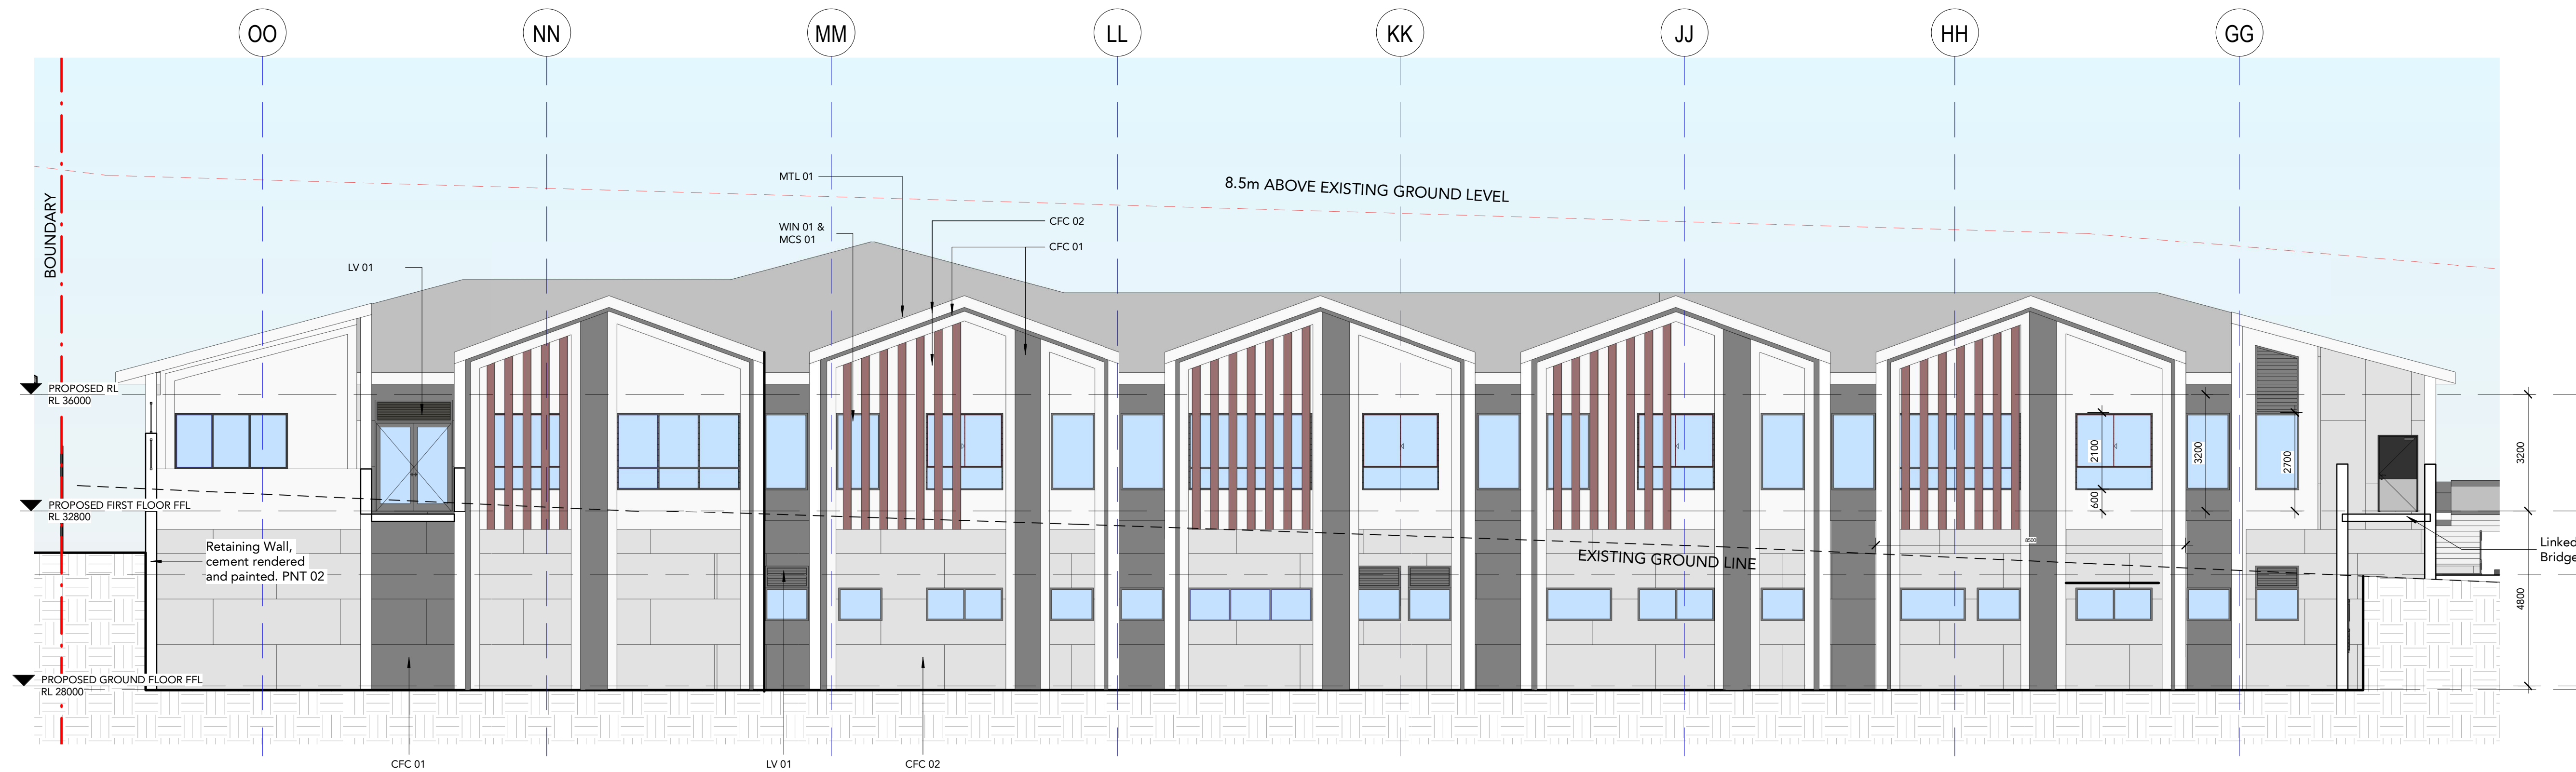 OO
NN
MM
LL
KK
JJ
HH
GG
BOUNDARY
MTL 01
8.5m ABOVE EXISTING GROUND LEVEL
WIN 01 &
MCS 01
CFC 02
CFC 01
LV 01
PROPOSED RL
RL 36000
2100
3200
2700
3200
600
PROPOSED FIRST FLOOR FFL
RL 32800
Retaining Wall,
cement rendered
and painted. PNT 02
8500
EXISTING GROUND LINE
Linked
Bridge
4800
PROPOSED GROUND FLOOR FFL
RL 28000
CFC 01
LV 01
CFC 02